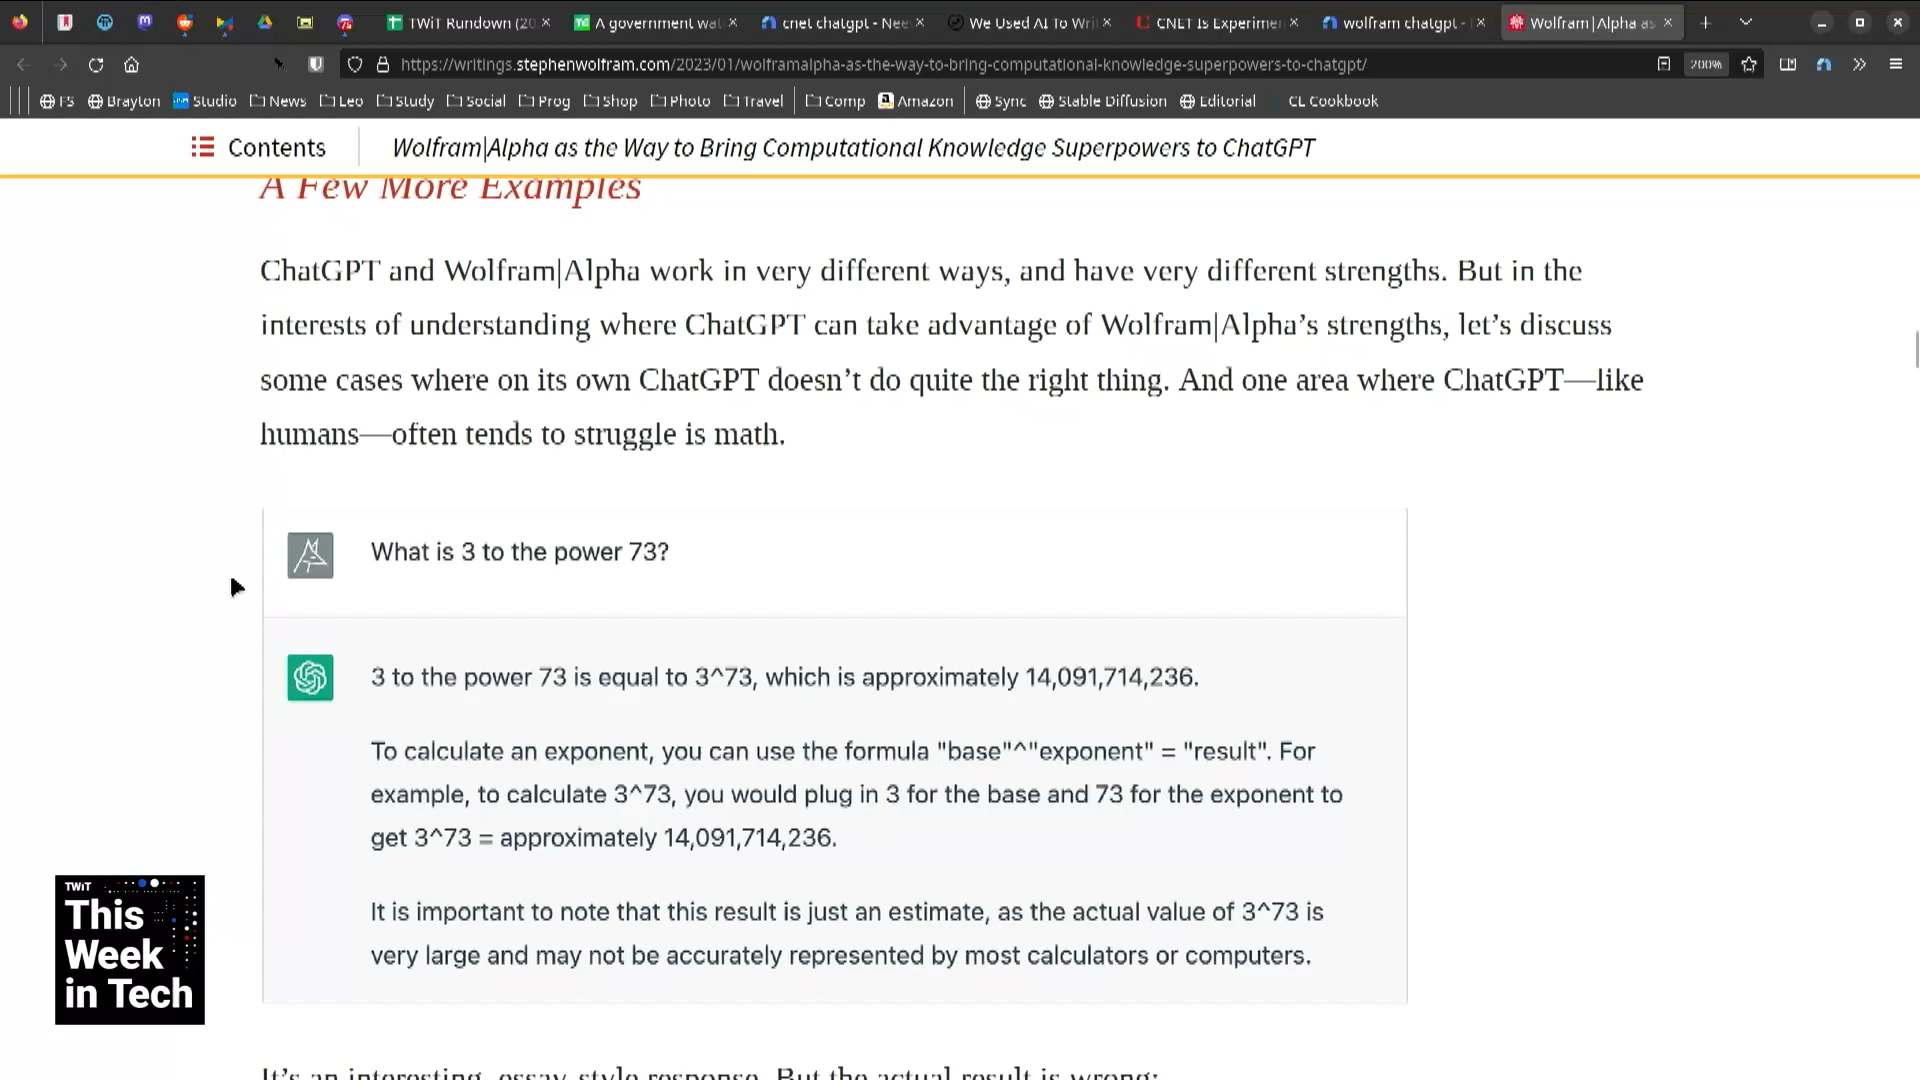 TWiT Rundown (20
A government wat
cnet chatgpt - Nee
We Used AI To Writ
CNET Is Experimen
wolfram chatgpt -
Wolfram|Alpha as
https://writings.stephenwolfram.com/2023/01/wolframalpha-as-the-way-to-bring-computational-knowledge-superpowers-to-chatgpt/
200%
FS Brayton Studio News Leo Study Social Prog Shop Photo Travel Comp Amazon Sync Stable Diffusion Editorial CL Cookbook
Contents
Wolfram|Alpha as the Way to Bring Computational Knowledge Superpowers to ChatGPT
A Few More Examples
ChatGPT and Wolfram|Alpha work in very different ways, and have very different strengths. But in the
interests of understanding where ChatGPT can take advantage of Wolfram|Alpha’s strengths, let’s discuss
some cases where on its own ChatGPT doesn’t do quite the right thing. And one area where ChatGPT—like
humans—often tends to struggle is math.
What is 3 to the power 73?
3 to the power 73 is equal to 3^73, which is approximately 14,091,714,236.
To calculate an exponent, you can use the formula "base"^"exponent" = "result". For
example, to calculate 3^73, you would plug in 3 for the base and 73 for the exponent to
get 3^73 = approximately 14,091,714,236.
It is important to note that this result is just an estimate, as the actual value of 3^73 is
very large and may not be accurately represented by most calculators or computers.
TWiT
This
Week
in Tech
It’s an interesting, essay-style response. But the actual result is wrong: